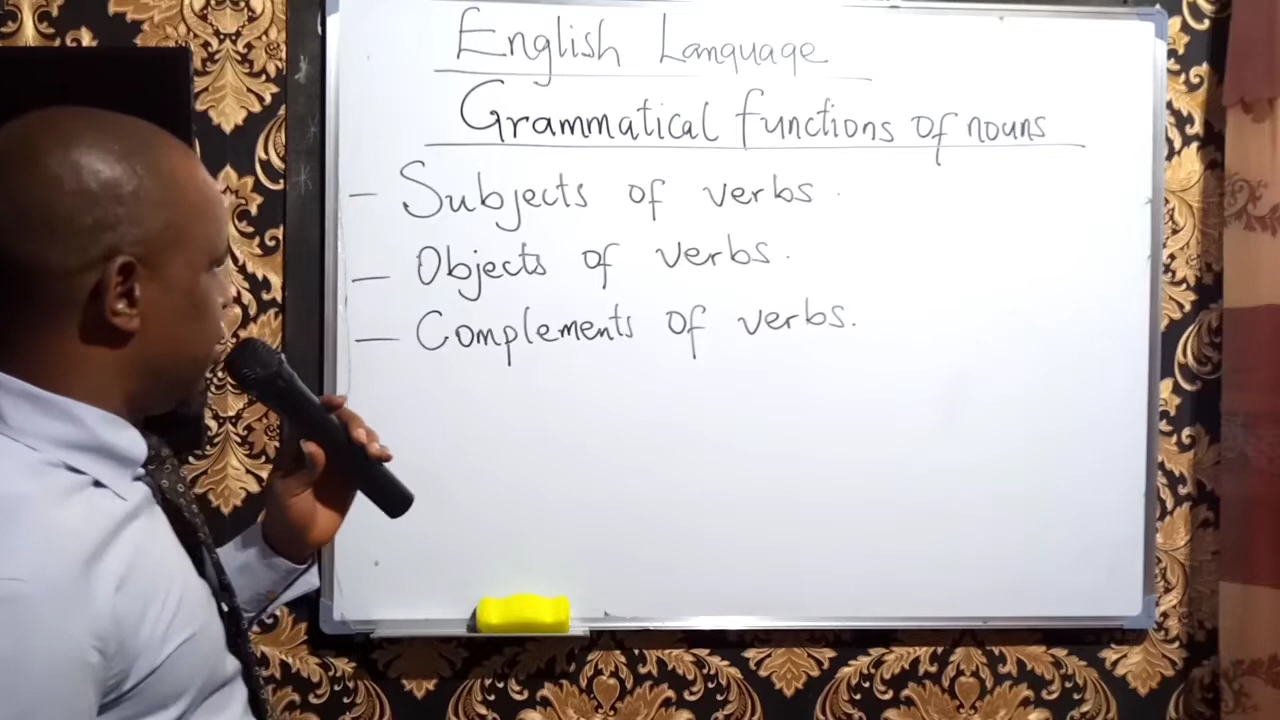 English Language
Grammatical functions of nouns
- Subjects of verbs.
- Objects of verbs.
- Complements of verbs.